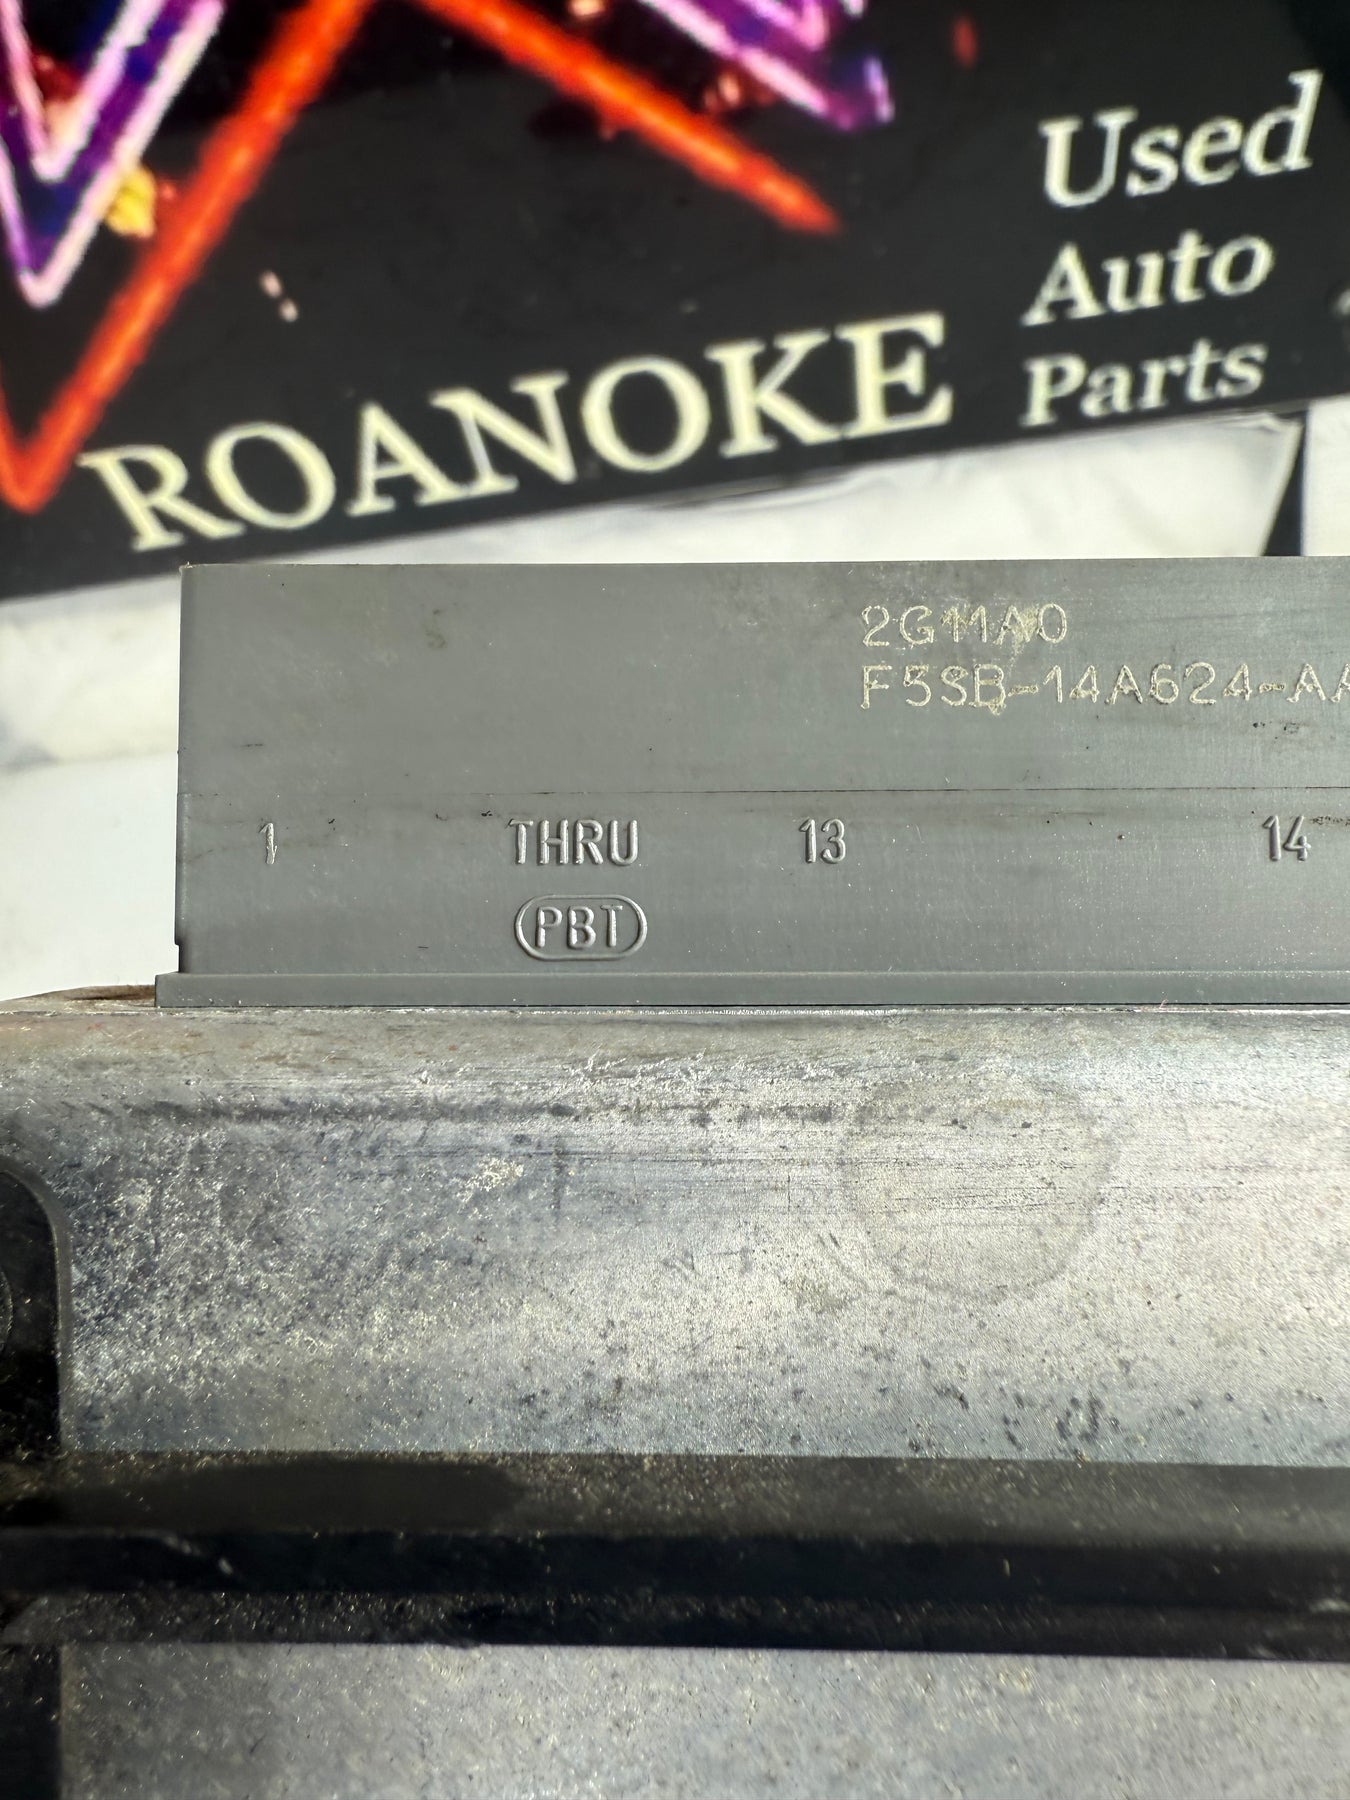 Used
Auto
Parts
ROANOKE
2G11A0
F5SB-14A624-AA
1 THRU 13 14
PBT